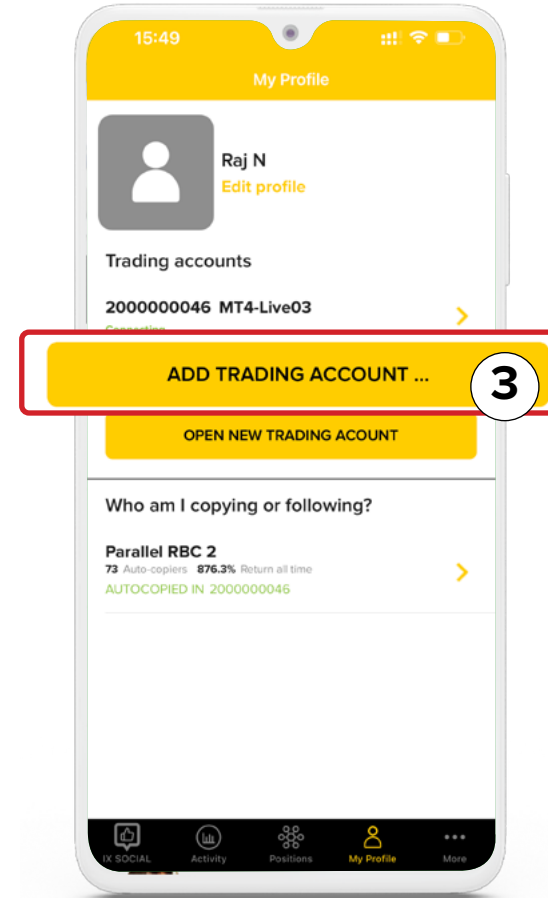 15:49
My Profile
Raj N
Edit profile
Trading accounts
2000000046 MT4-Live03
Connecting
ADD TRADING ACCOUNT ...
3
OPEN NEW TRADING ACOUNT
Who am I copying or following?
Parallel RBC 2
73 Auto-copiers 876.3% Return all time
AUTOCOPIED IN 2000000046
IX SOCIAL Activity Positions My Profile More